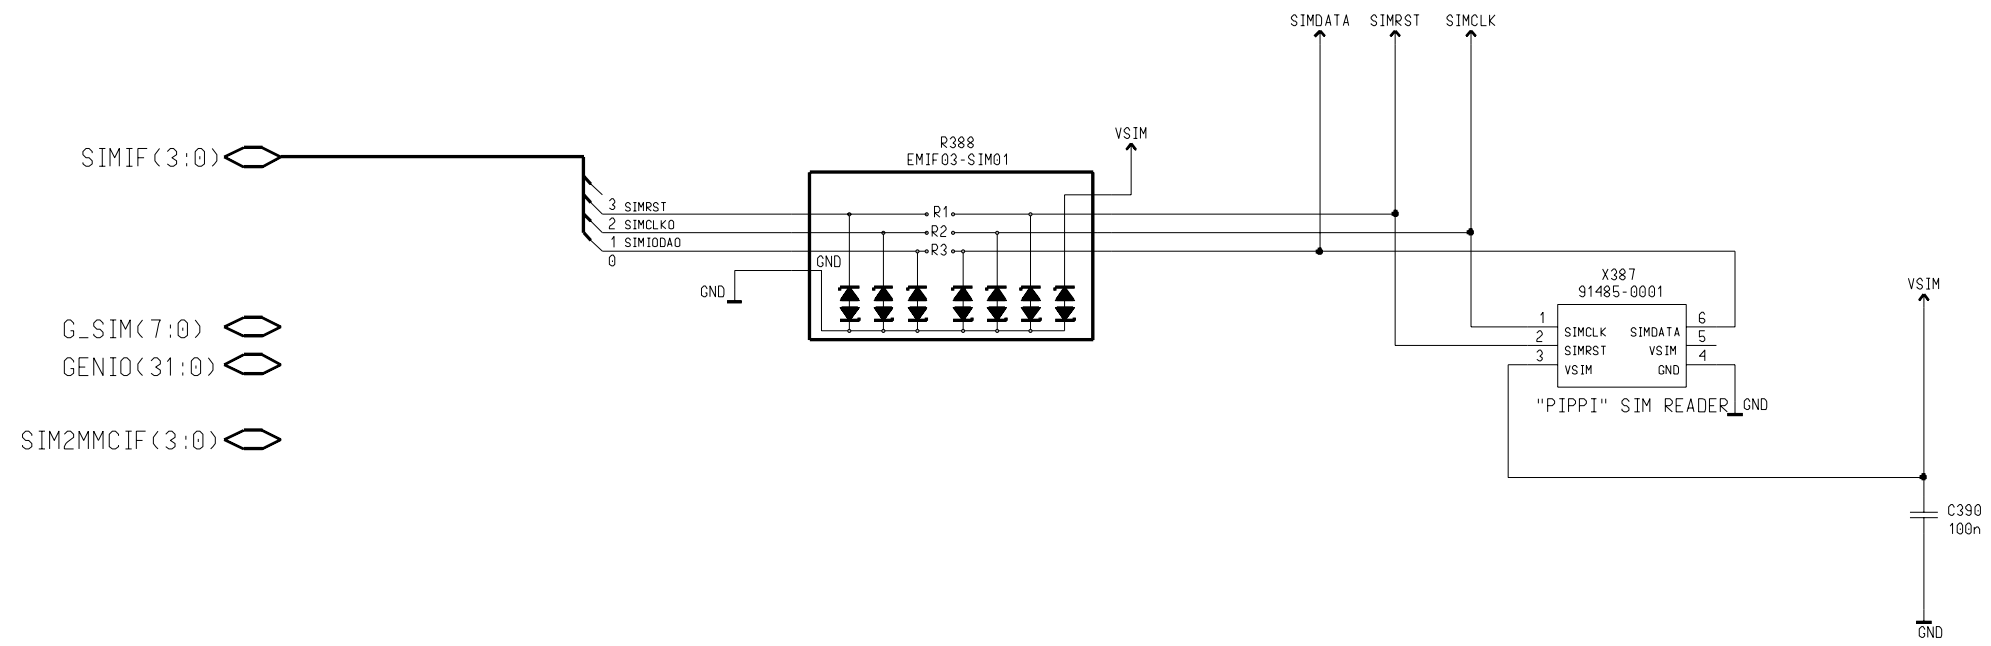 SIMDATA SIMRST SIMCLK
R388
EMIF03-SIM01
VSIM
SIMIF(3:0)
3 SIMRST
2 SIMCLKO
1 SIMIODAO
0
R1
R2
R3
GND
GND
G_SIM(7:0)
GENIO(31:0)
SIM2MMCIF(3:0)
X387
91485-0001
1 SIMCLK SIMDATA 6
2 SIMRST VSIM 5
3 VSIM GND 4
"PIPPI" SIM READER
GND
VSIM
C390
100n
GND